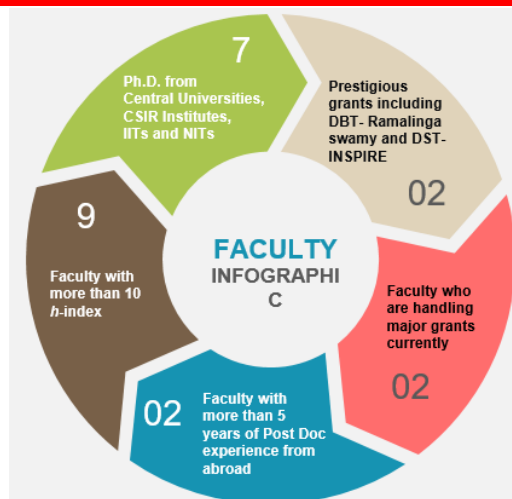 7
Ph.D. from
Central Universities,
CSIR Institutes,
IITs and NITs
Prestigious
grants including
DBT- Ramalinga
swamy and DST-
INSPIRE
02
Faculty who
are handling
major grants
currently
02
02
Faculty with
more than 5
years of Post Doc
experience from
abroad
9
Faculty with
more than 10
h-index
FACULTY
INFOGRAPHI
C